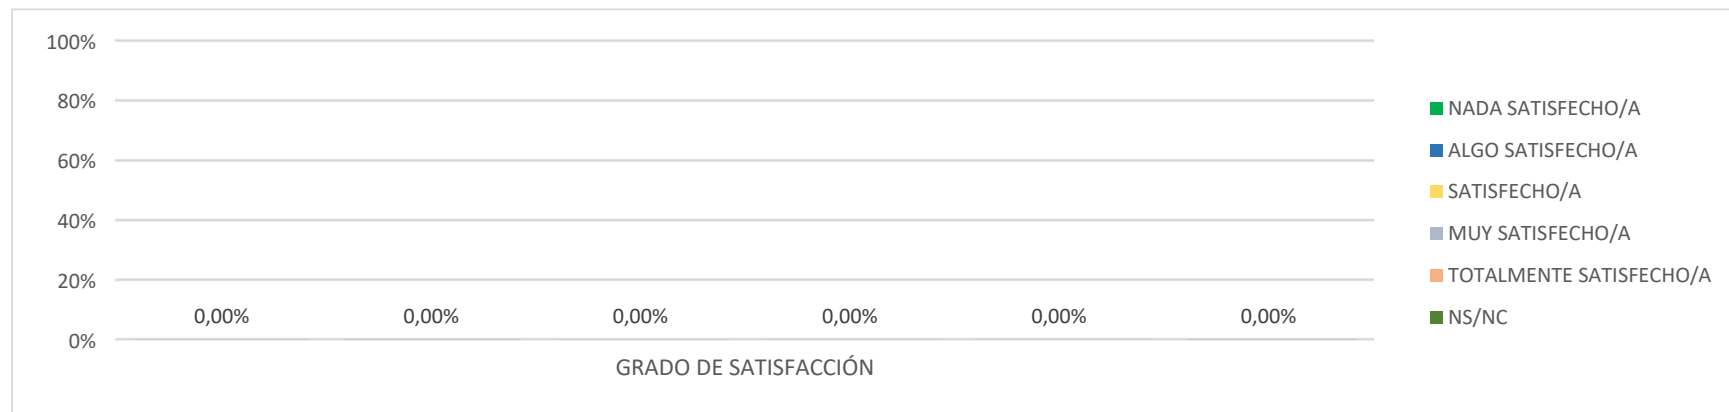 100%
80%
60%
40%
20%
0%
0,00%
0,00%
0,00%
0,00%
0,00%
0,00%
GRADO DE SATISFACCIÓN
NADA SATISFECHO/A
ALGO SATISFECHO/A
SATISFECHO/A
MUY SATISFECHO/A
TOTALMENTE SATISFECHO/A
NS/NC